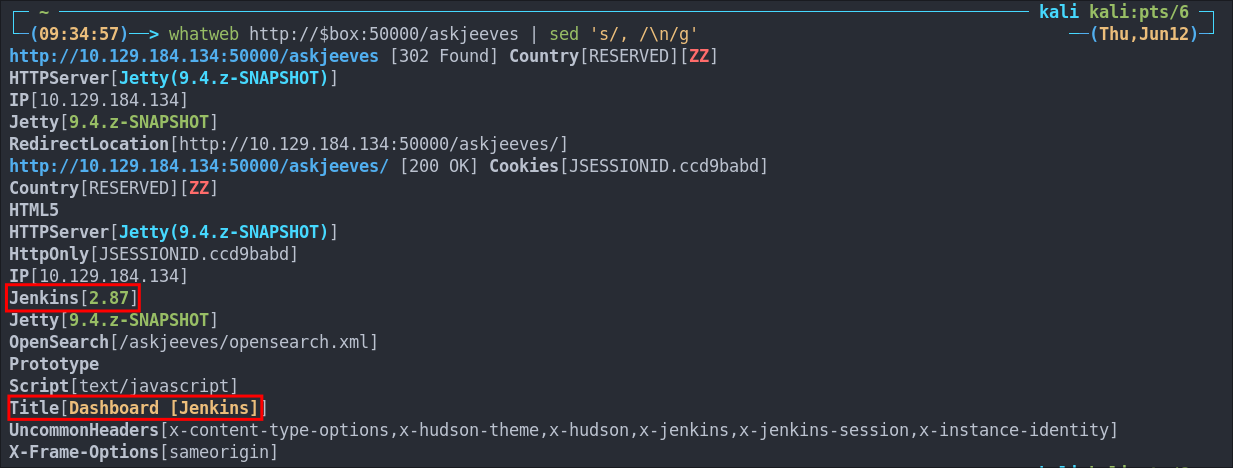 ~ kali kali:pts/6
(09:34:57)—> whatweb http://$box:50000/askjeeves | sed 's/, /\n/g' (Thu,Jun12)
http://10.129.184.134:50000/askjeeves [302 Found] Country[RESERVED][ZZ]
HTTPServer[Jetty(9.4.z-SNAPSHOT)]
IP[10.129.184.134]
Jetty[9.4.z-SNAPSHOT]
RedirectLocation[http://10.129.184.134:50000/askjeeves/]
http://10.129.184.134:50000/askjeeves/ [200 OK] Cookies[JSESSIONID.ccd9babd]
Country[RESERVED][ZZ]
HTML5
HTTPServer[Jetty(9.4.z-SNAPSHOT)]
HttpOnly[JSESSIONID.ccd9babd]
IP[10.129.184.134]
Jenkins[2.87]
Jetty[9.4.z-SNAPSHOT]
OpenSearch[/askjeeves/opensearch.xml]
Prototype
Script[text/javascript]
Title[Dashboard [Jenkins]]
UncommonHeaders[x-content-type-options,x-hudson-theme,x-hudson,x-jenkins,x-jenkins-session,x-instance-identity]
X-Frame-Options[sameorigin]